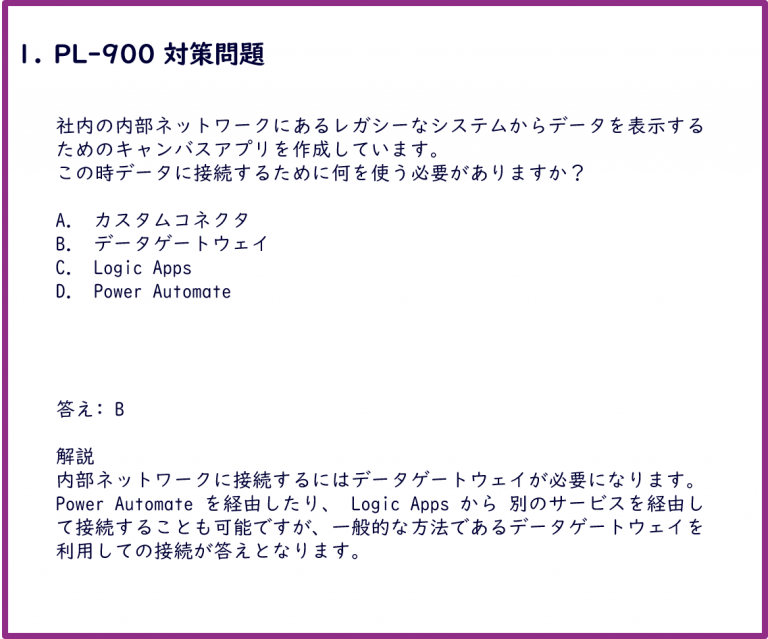 1. PL-900 対策問題
社内の内部ネットワークにあるレガシーなシステムからデータを表示する
ためのキャンバスアプリを作成しています。
この時データに接続するために何を使う必要がありますか？
A. カスタムコネクタ
B. データゲートウェイ
C. Logic Apps
D. Power Automate
答え: B
解説
内部ネットワークに接続するにはデータゲートウェイが必要になります。
Power Automate を経由したり、 Logic Apps から 別のサービスを経由し
て接続することも可能ですが、一般的な方法であるデータゲートウェイを
利用しての接続が答えとなります。